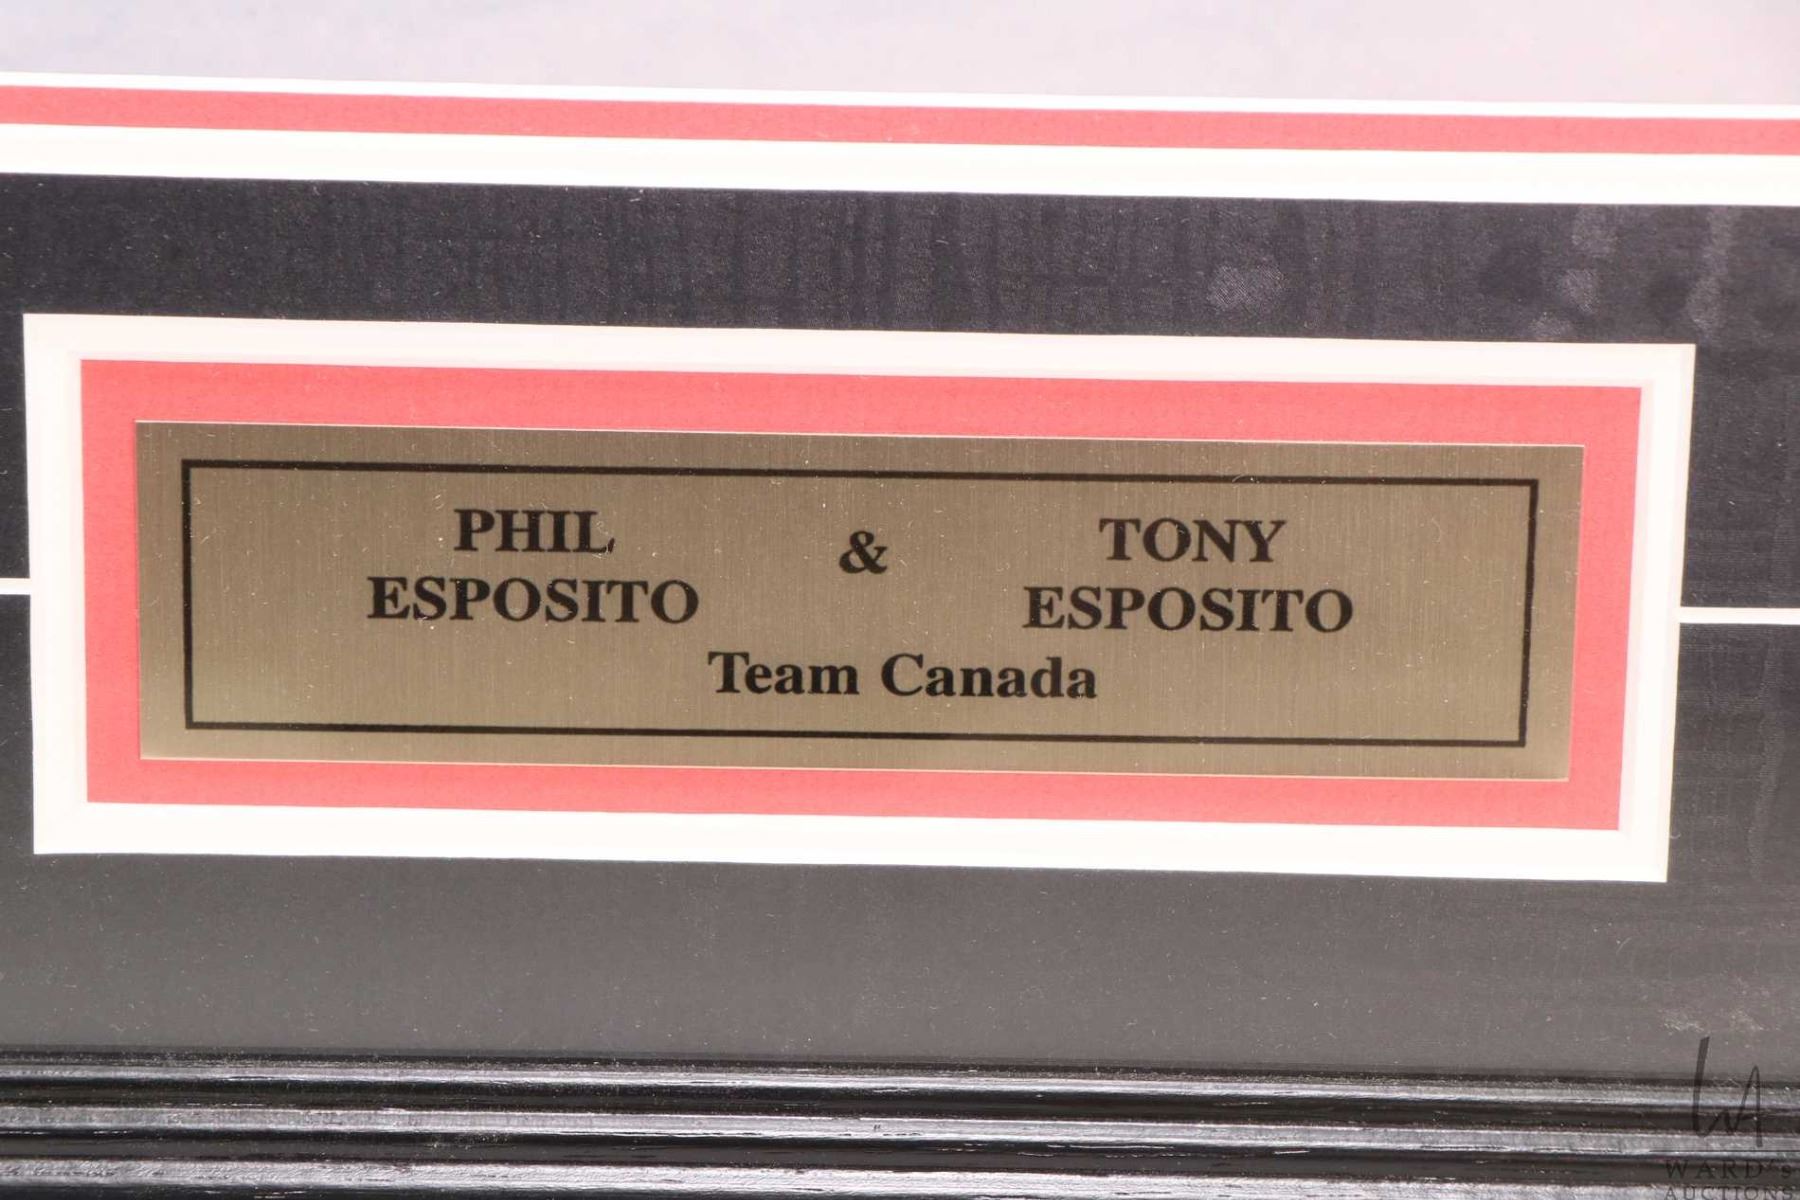 PHIL & TONY
ESPOSITO ESPOSITO
Team Canada
WARD's
AUCTIONS